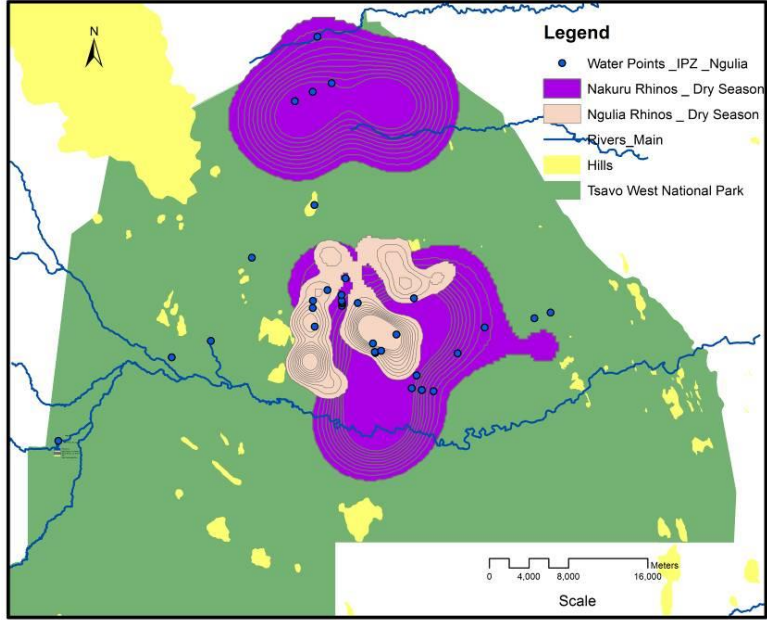 N
Legend
Water Points _IPZ _Ngulia
Nakuru Rhinos _ Dry Season
Ngulia Rhinos _ Dry Season
Rivers_Main
Hills
Tsavo West National Park
Meters
0 4,000 8,000 16,000
Scale